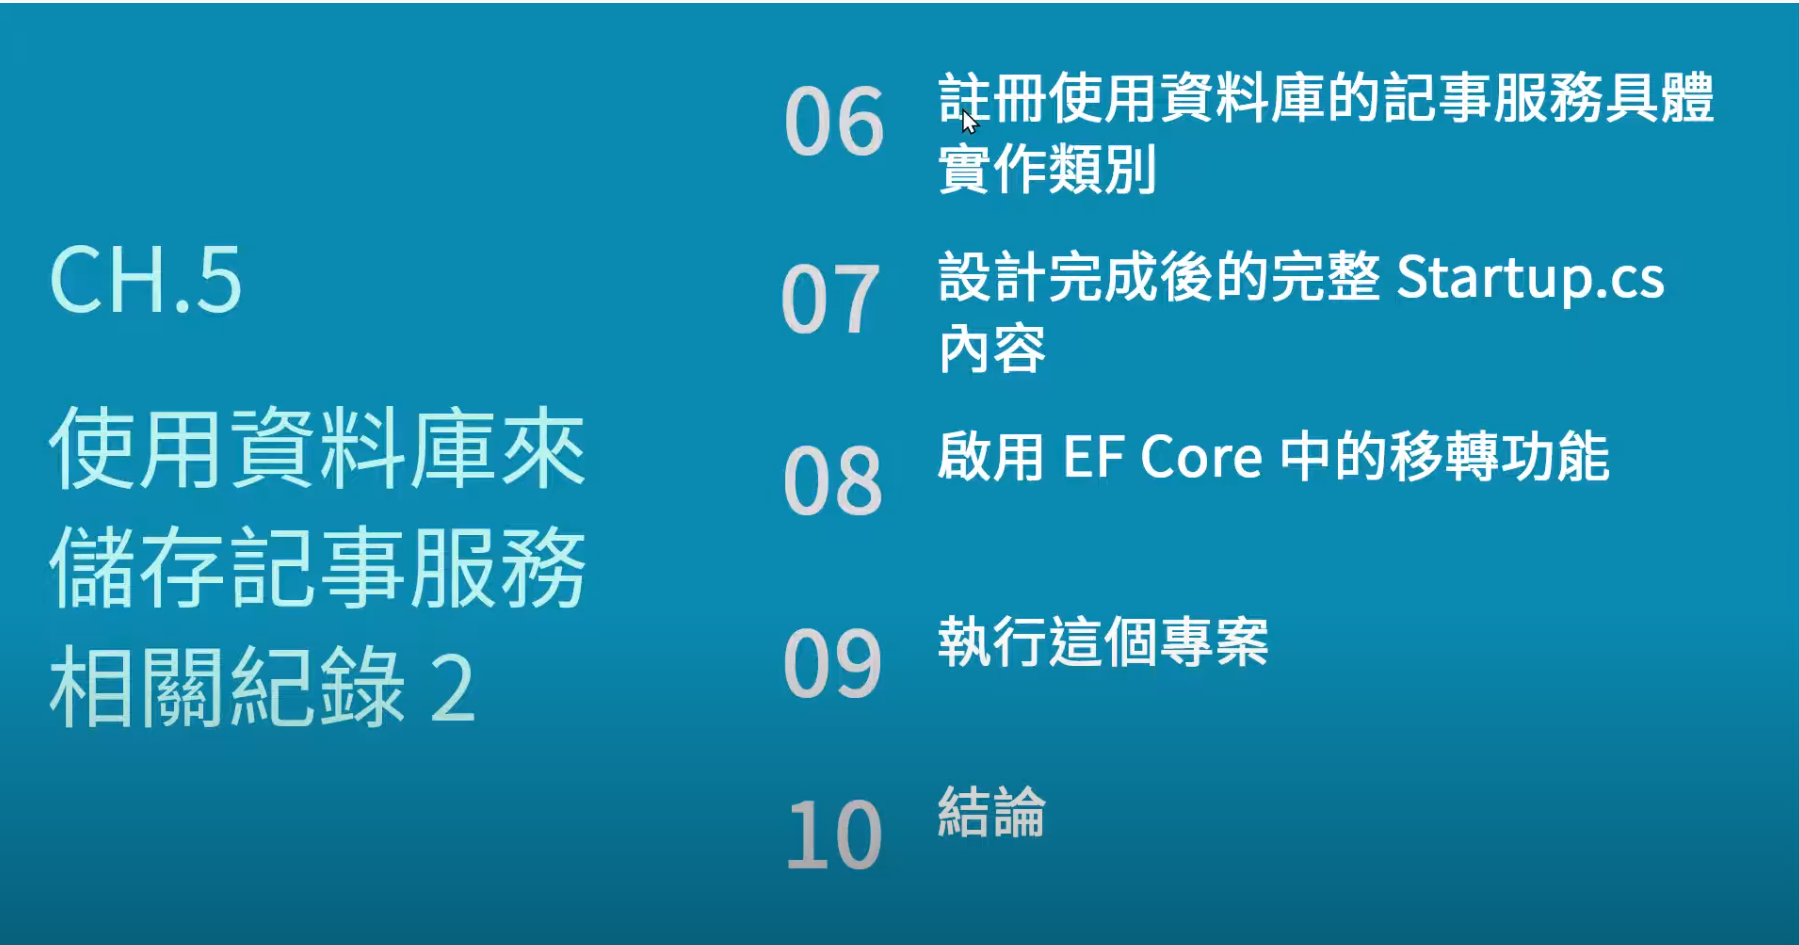 CH.5
使用資料庫來
儲存記事服務
相關紀錄 2
06
註冊使用資料庫的記事服務具體
實作類別
07
設計完成後的完整 Startup.cs
內容
08
啟用 EF Core 中的移轉功能
09
執行這個專案
10
結論